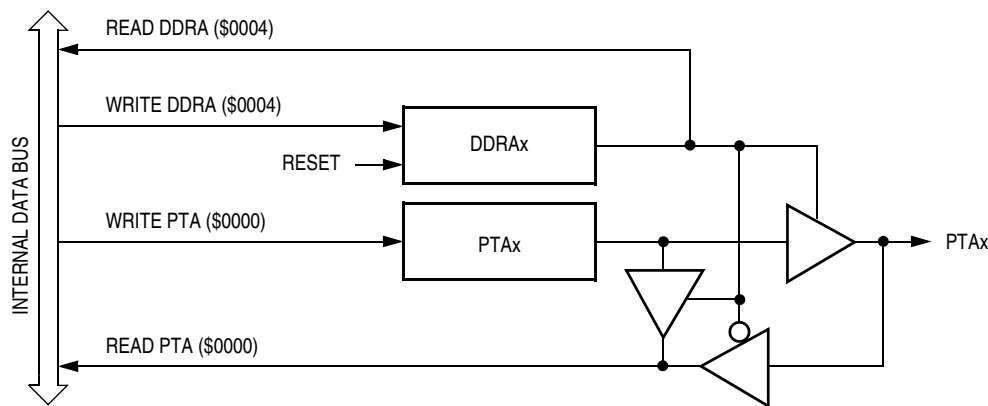 READ DDRA ($0004)
WRITE DDRA ($0004)
DDRAx
RESET
WRITE PTA ($0000)
PTAx
PTAx
READ PTA ($0000)
INTERNAL DATA BUS